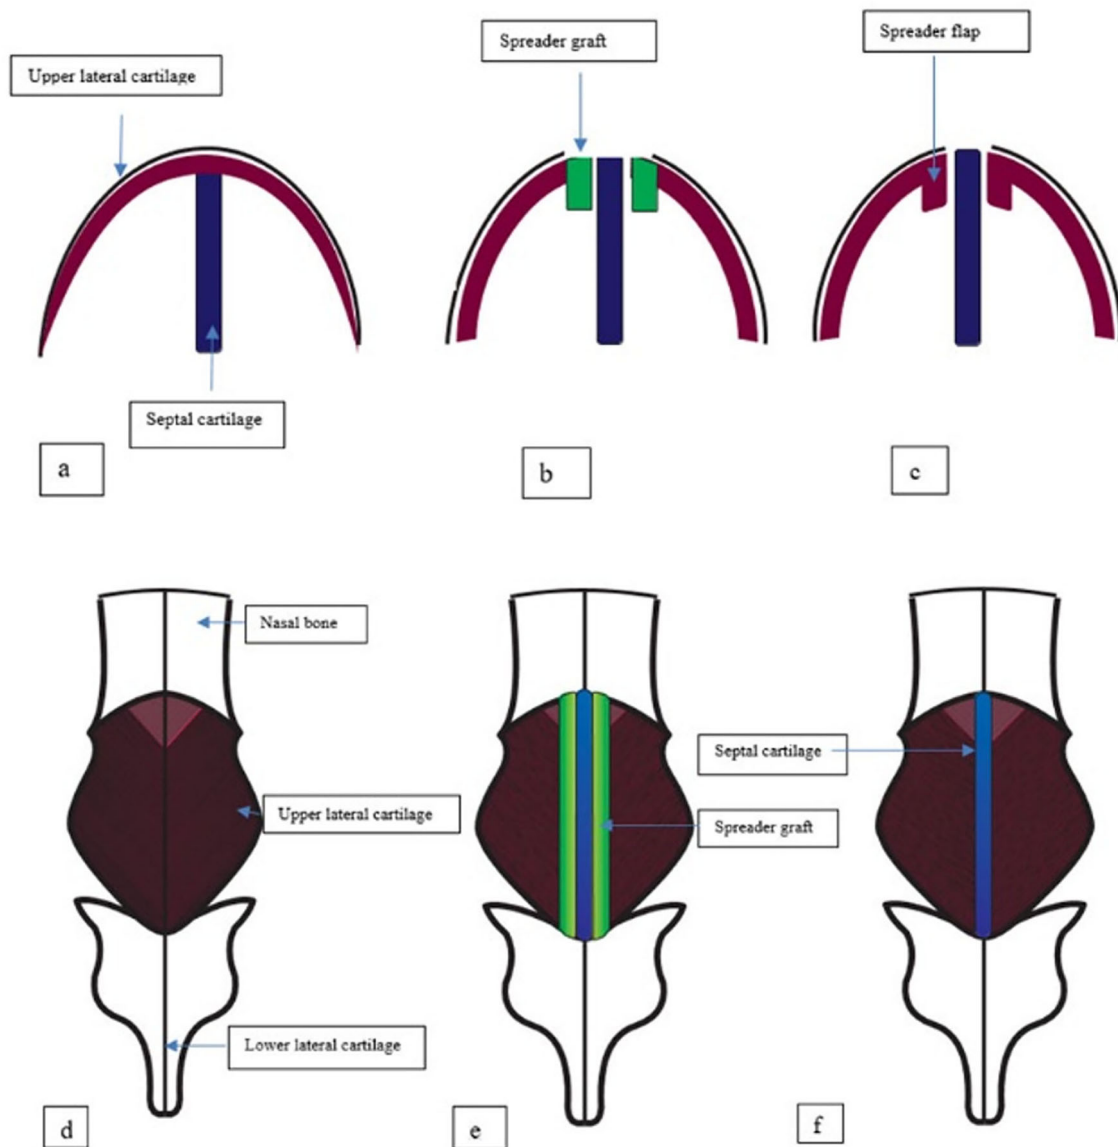 Spreader graft
Spreader flap
Upper lateral cartilage
Septal cartilage
a
b
c
Nasal bone
Septal cartilage
Upper lateral cartilage
Spreader graft
Lower lateral cartilage
d
e
f